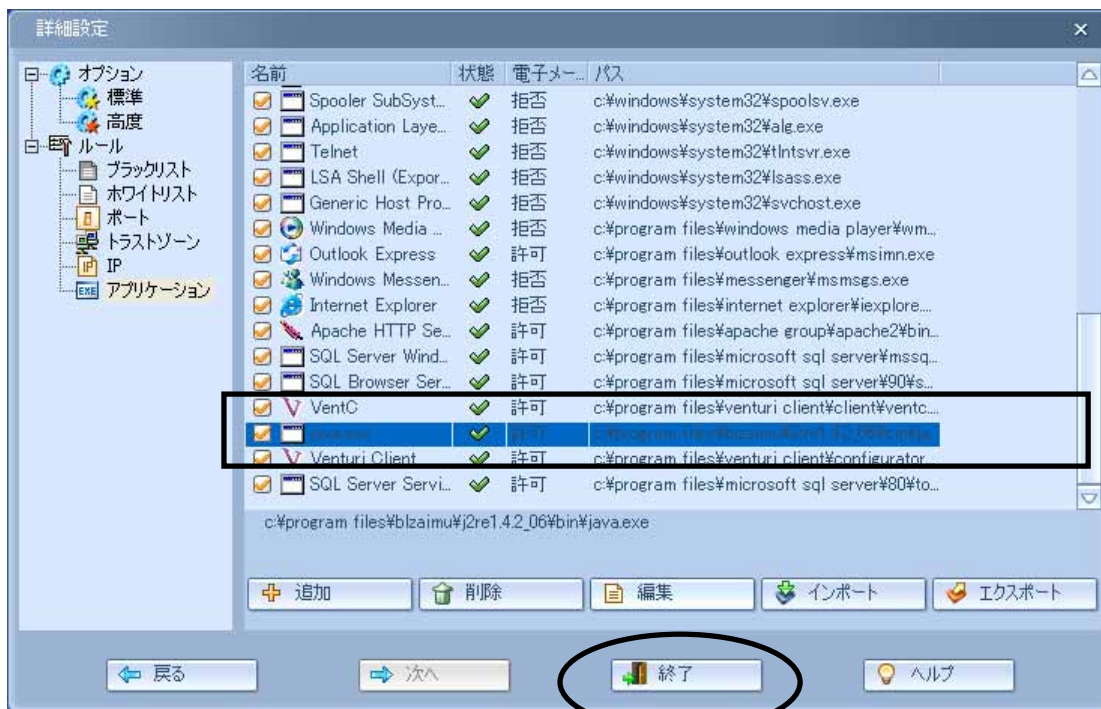 詳細設定
オプション
標準
高度
ルール
ブラックリスト
ホワイトリスト
ポート
トラストゾーン
IP
アプリケーション
名前 状態 電子メー... パス
Spooler SubSyst... 拒否 c:¥windows¥system32¥spoolsv.exe
Application Laye... 拒否 c:¥windows¥system32¥alg.exe
Telnet 拒否 c:¥windows¥system32¥tlntsvr.exe
LSA Shell (Expor... 拒否 c:¥windows¥system32¥lsass.exe
Generic Host Pro... 拒否 c:¥windows¥system32¥svchost.exe
Windows Media ... 拒否 c:¥program files¥windows media player¥wm...
Outlook Express 許可 c:¥program files¥outlook express¥msimn.exe
Windows Messen... 拒否 c:¥program files¥messenger¥msmsgs.exe
Internet Explorer 拒否 c:¥program files¥internet explorer¥iexplore....
Apache HTTP Se... 許可 c:¥program files¥apache group¥apache2¥bin...
SQL Server Wind... 許可 c:¥program files¥microsoft sql server¥mssq...
SQL Browser Ser... 許可 c:¥program files¥microsoft sql server¥90¥s...
VentC 許可 c:¥program files¥venturi client¥client¥ventc....
許可
Venturi Client 許可 c:¥program files¥venturi client¥configurator...
SQL Server Servi... 許可 c:¥program files¥microsoft sql server¥80¥to...
c:¥program files¥blzaimu¥j2re1.4.2_06¥bin¥java.exe
追加 削除 編集 インポート エクスポート
戻る 次へ 終了 ヘルプ